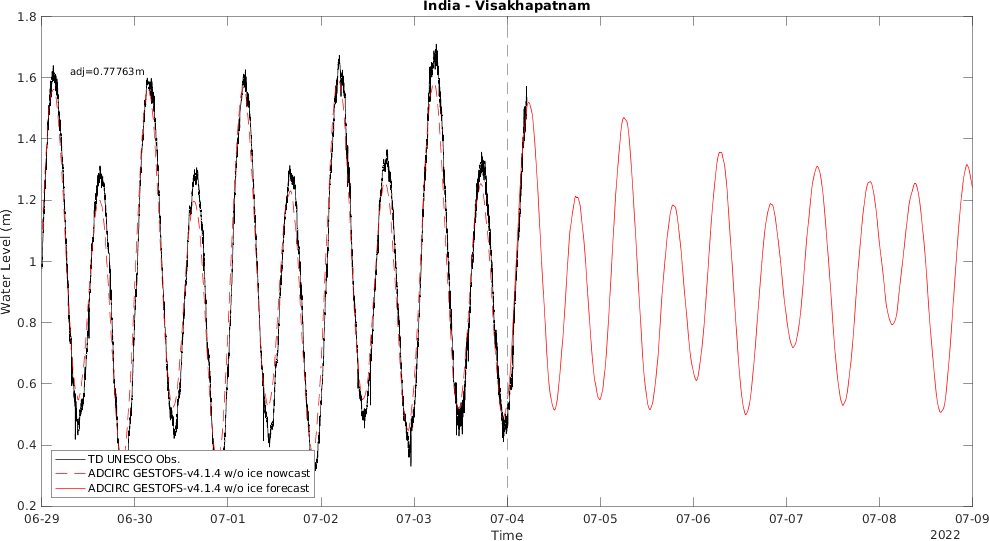 India - Visakhapatnam
1.8
1.6
1.4
1.2
1
0.8
0.6
0.4
0.2
Water Level (m)
adj=0.77763m
TD UNESCO Obs.
ADCIRC GESTOFS-v4.1.4 w/o ice nowcast
ADCIRC GESTOFS-v4.1.4 w/o ice forecast
06-29 06-30 07-01 07-02 07-03 07-04 07-05 07-06 07-07 07-08 07-09
Time
2022